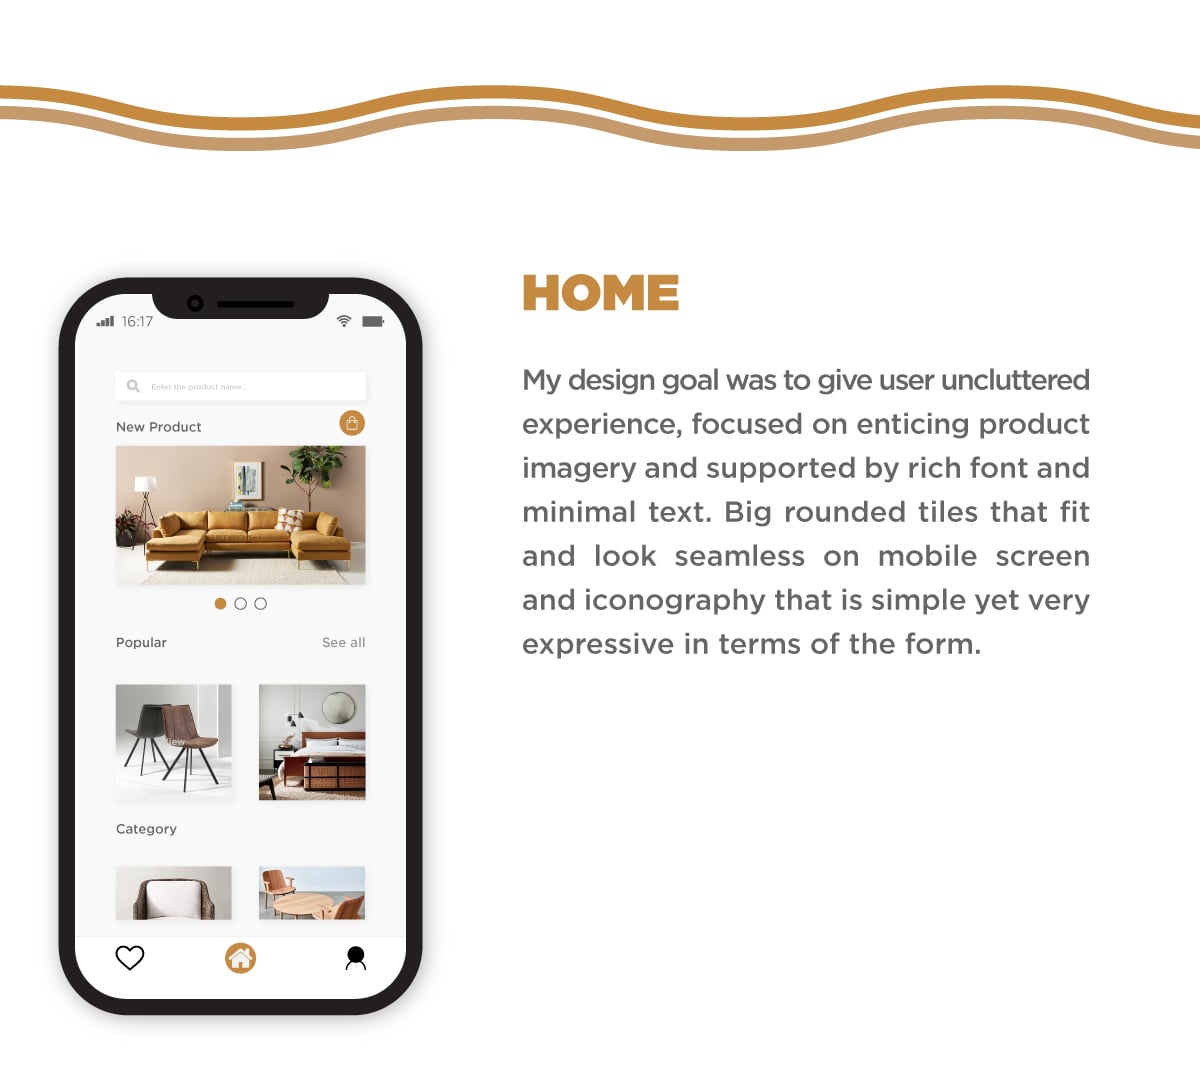 HOME
My design goal was to give user uncluttered
experience, focused on enticing product
imagery and supported by rich font and
minimal text. Big rounded tiles that fit
and look seamless on mobile screen
and iconography that is simple yet very
expressive in terms of the form.
16:17
Enter the product name...
New Product
Popular
See all
Category